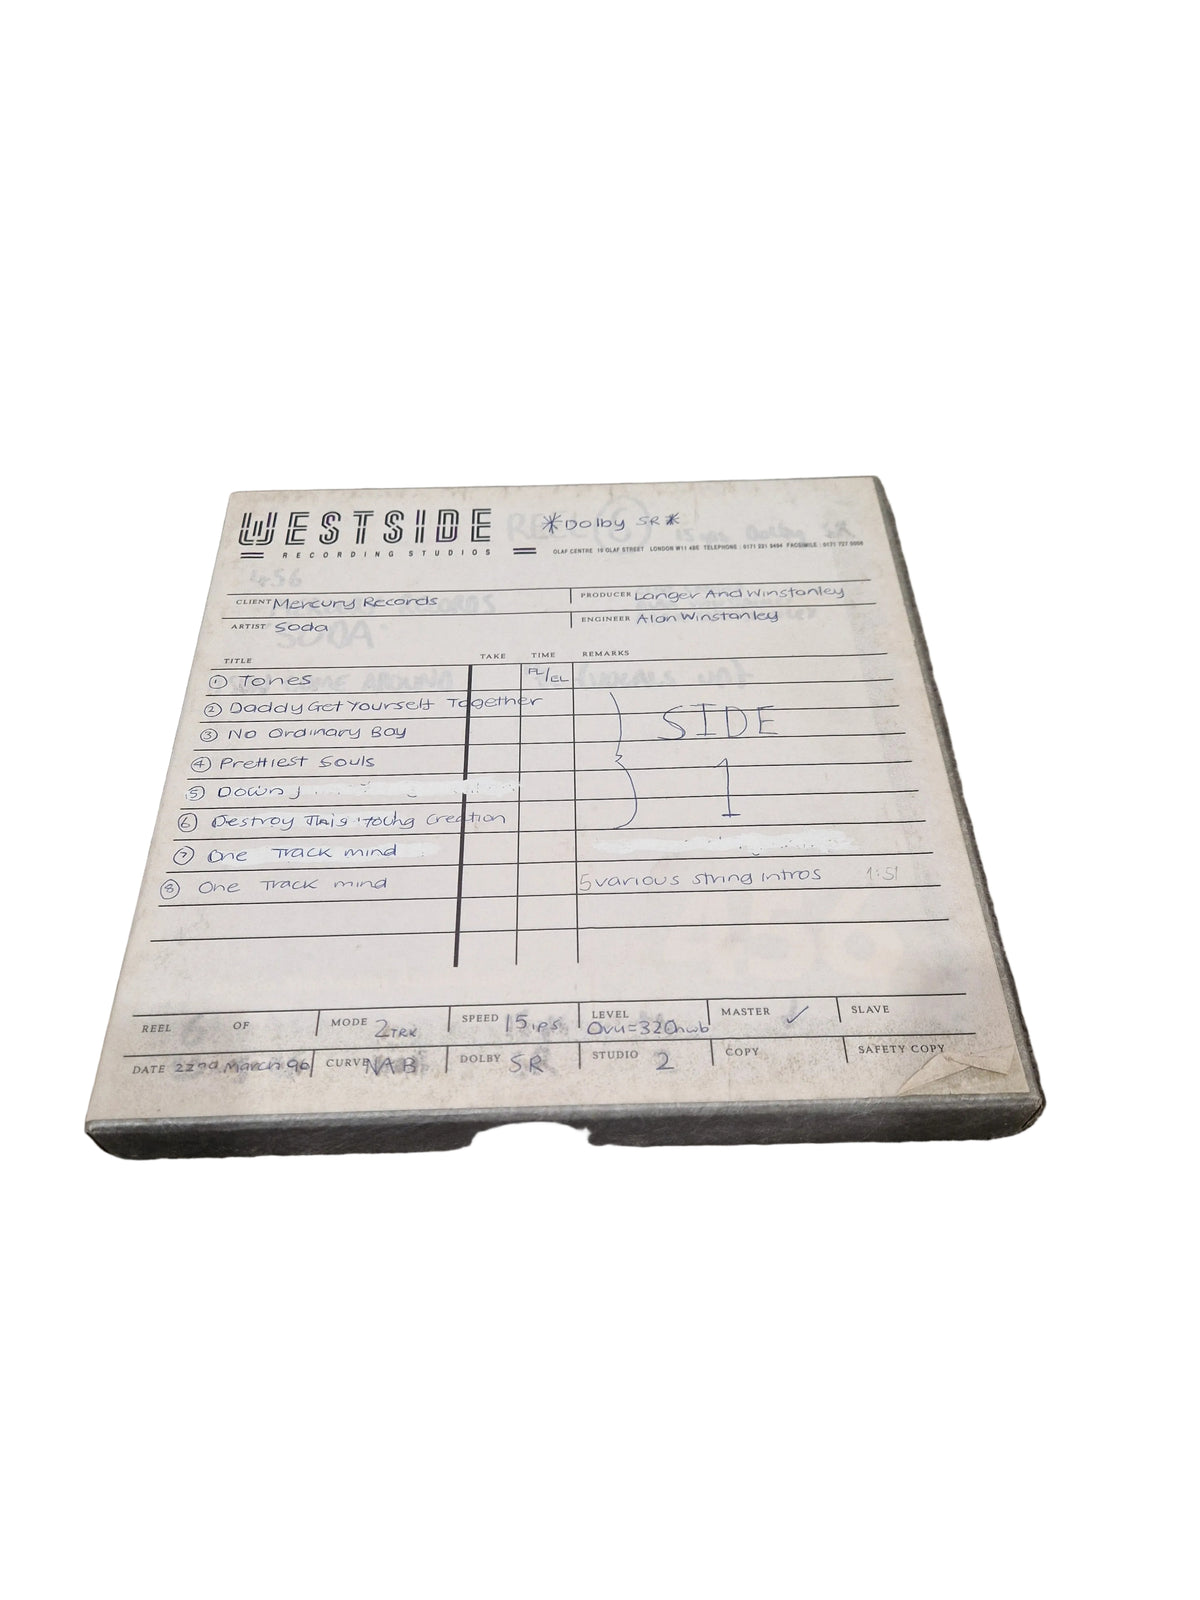 WESTSIDE
RECORDING STUDIOS
*Dolby SR*
OLAF CENTRE 10 OLAF STREET LONDON W11 4BE TELEPHONE : 0171 221 9494 FACSIMILE : 0171 727 0008
CLIENT Mercury Records
PRODUCER Langer And Winstanley
ARTIST Soda
ENGINEER Alan Winstanley
TITLE TAKE TIME REMARKS
① Tones
② Daddy Get Yourself Together
③ No Ordinary Boy
④ Prettiest Souls
⑤ Down
⑥ Destroy This Young Creation
SIDE
1
⑦ One Track mind
⑧ One Track mind 5 various string intros 1:51
REEL OF MODE 2TRK SPEED 15ips LEVEL 0vu=320nwb MASTER ✓ SLAVE
DATE 22nd March 96 CURVE NAB DOLBY SR STUDIO 2 COPY SAFETY COPY